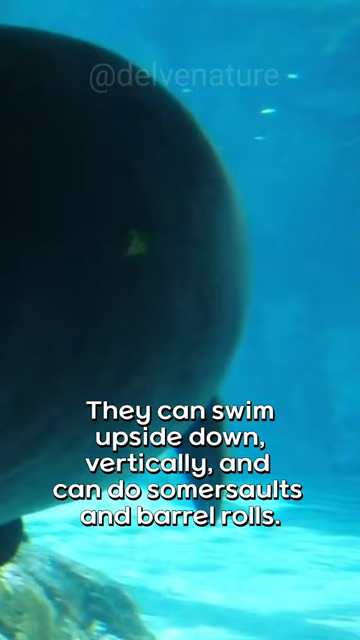 @delvenature
They can swim
upside down,
vertically, and
can do somersaults
and barrel rolls.